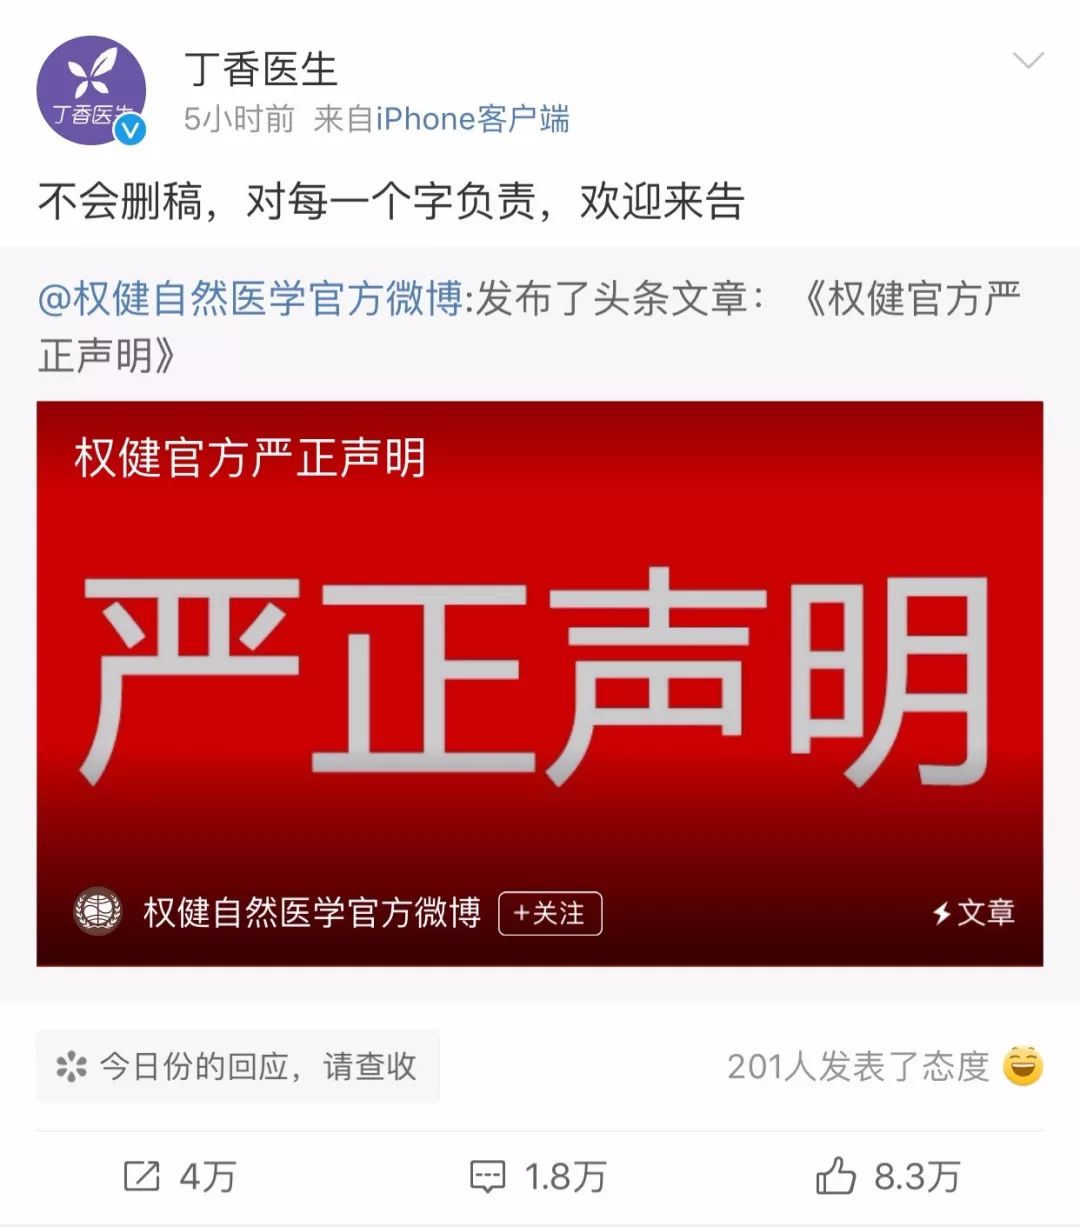 丁香医生
丁香医生
5小时前 来自iPhone客户端
不会删稿，对每一个字负责，欢迎来告
@权健自然医学官方微博:发布了头条文章：《权健官方严
正声明》
权健官方严正声明
严正声明
权健自然医学官方微博 +关注 文章
今日份的回应，请查收 201人发表了态度
4万 1.8万 8.3万